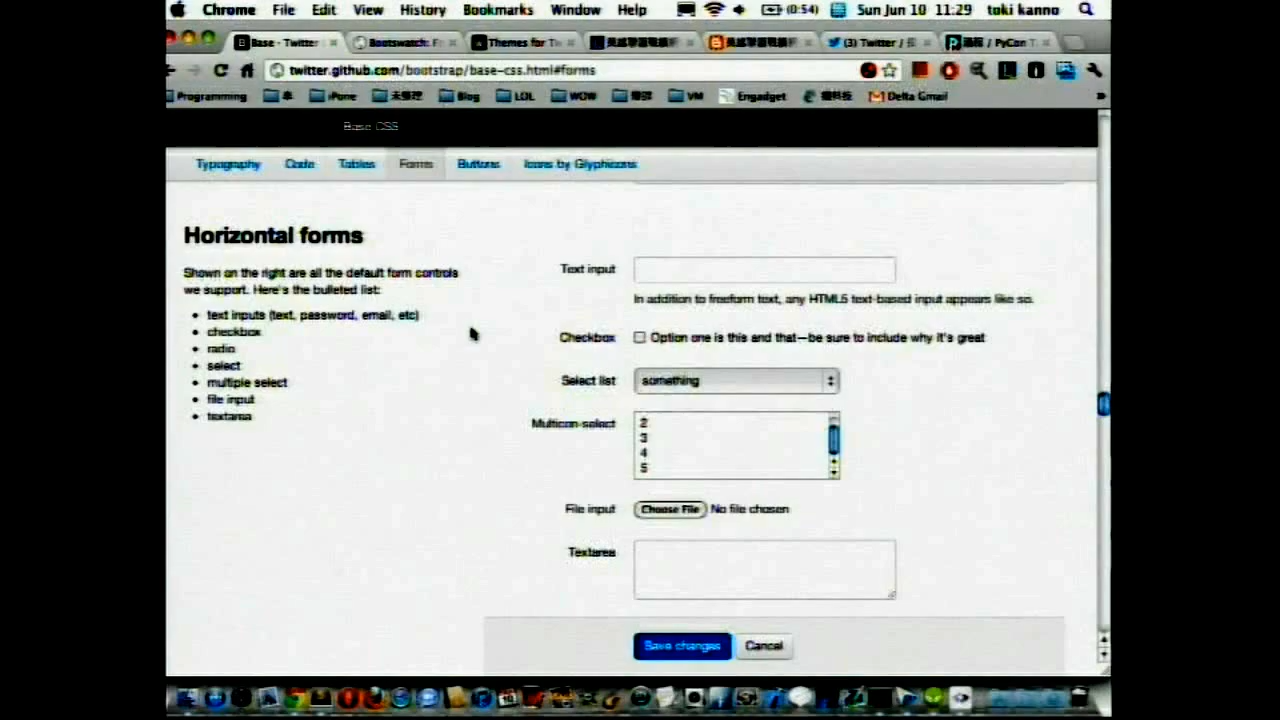 Chrome File Edit View History Bookmarks Window Help (0:54) Sun Jun 10 11:29 toki kanno
Base - Twitter Bootswatch: F Themes for Tw (3) Twitter / PyCon T
twitter.github.com/bootstrap/base-css.html#forms
Programming iPone Blog LOL WOW VM Engadget Delta Gmail
Base CSS
Typography Code Tables Forms Buttons Icons by Glyphicons
Horizontal forms
Shown on the right are all the default form controls
we support. Here's the bulleted list:
text inputs (text, password, email, etc)
checkbox
radio
select
multiple select
file input
textarea
Text input
In addition to freeform text, any HTML5 text-based input appears like so.
Checkbox Option one is this and that—be sure to include why it's great
Select list something
Multicon-select 2
3
4
5
File input Choose File No file chosen
Textarea
Save changes Cancel